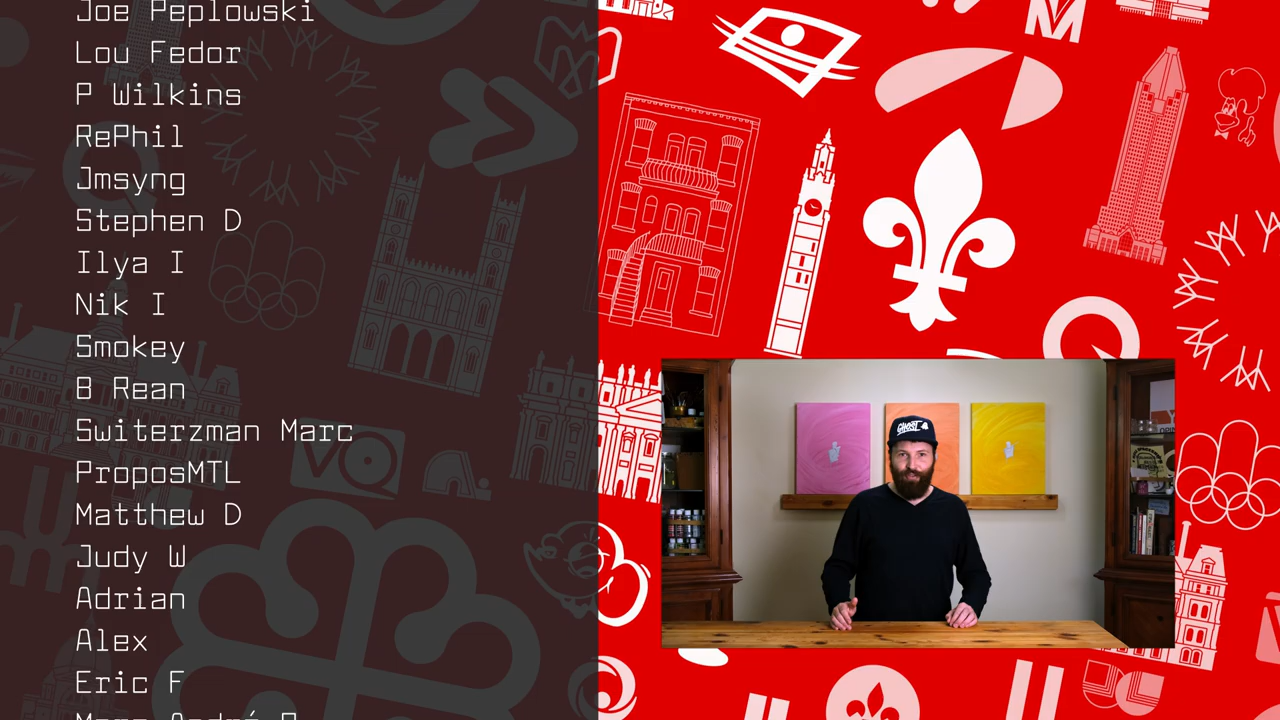 Joe Peplowski
Lou Fedor
P Wilkins
RePhil
Jmsyng
Stephen D
Ilya I
Nik I
Smokey
B Rean
Switerzman Marc
ProposMTL
Matthew D
Judy W
Adrian
Alex
Eric F
GHOST